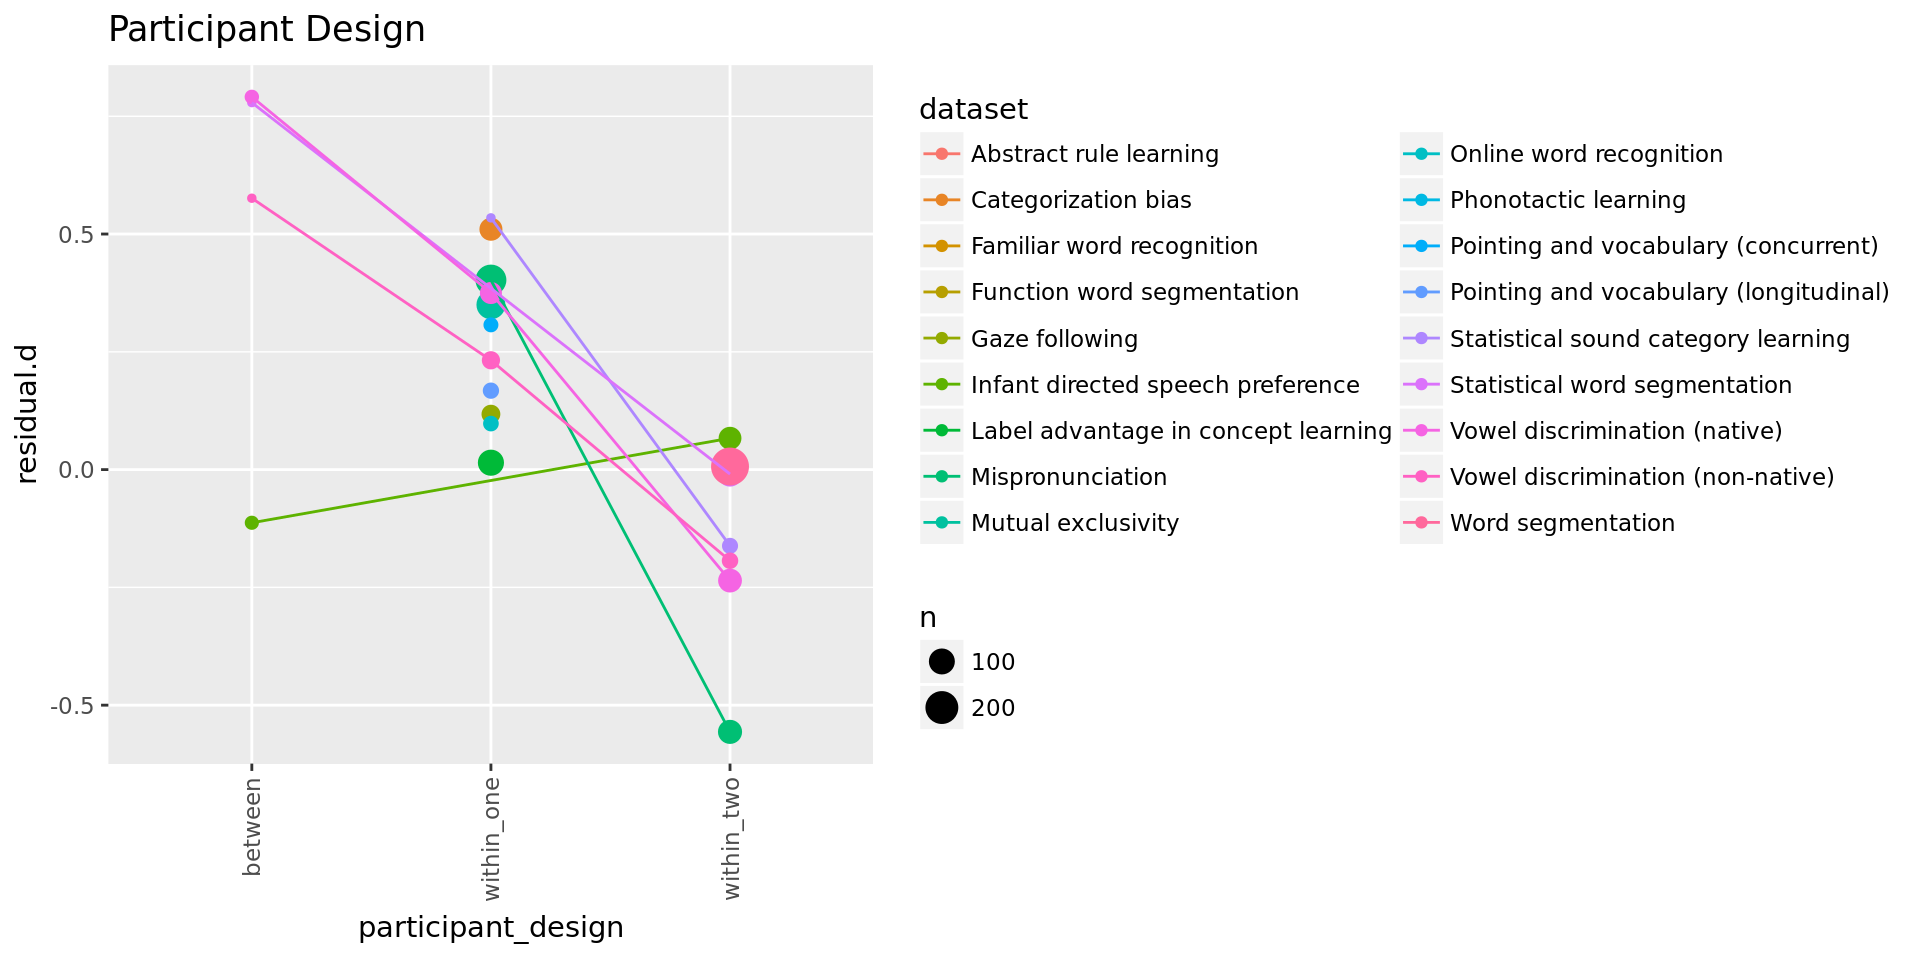 Participant Design
residual.d
0.5
0.0
-0.5
between
within_one
within_two
participant_design
dataset
Abstract rule learning
Categorization bias
Familiar word recognition
Function word segmentation
Gaze following
Infant directed speech preference
Label advantage in concept learning
Mispronunciation
Mutual exclusivity
Online word recognition
Phonotactic learning
Pointing and vocabulary (concurrent)
Pointing and vocabulary (longitudinal)
Statistical sound category learning
Statistical word segmentation
Vowel discrimination (native)
Vowel discrimination (non-native)
Word segmentation
n
100
200